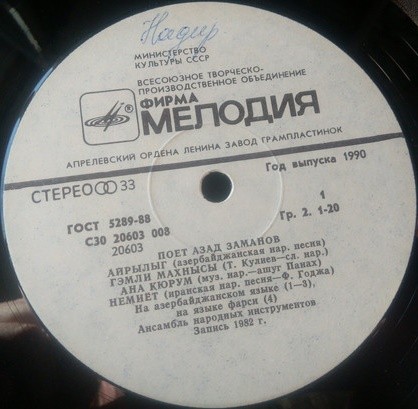 Надир
МИНИСТЕРСТВО
КУЛЬТУРЫ СССР
ВСЕСОЮЗНОЕ ТВОРЧЕСКО-
ПРОИЗВОДСТВЕННОЕ ОБЪЕДИНЕНИЕ
ФИРМА
МЕЛОДИЯ
АПРЕЛЕВСКИЙ ОРДЕНА ЛЕНИНА ЗАВОД ГРАМПЛАСТИНОК
СТЕРЕО 33
Год выпуска 1990
ГОСТ 5289-88
1
С30 20603 008
Гр. 2. 1-20
20603
ПОЕТ АЗАД ЗАМАНОВ
АЙРЫЛЫГ (азербайджанская нар. песня)
ГЭМЛИ МАХНЫСЫ (Т. Кулиев—сл. нар.)
АНА КЮРУМ (муз. нар.—ашуг Панах)
НЕМНЕТ (иранская нар. песня—Ф. Годжа)
На азербайджанском языке (1—3),
на языке фарси (4)
Ансамбль народных инструментов
Запись 1982 г.